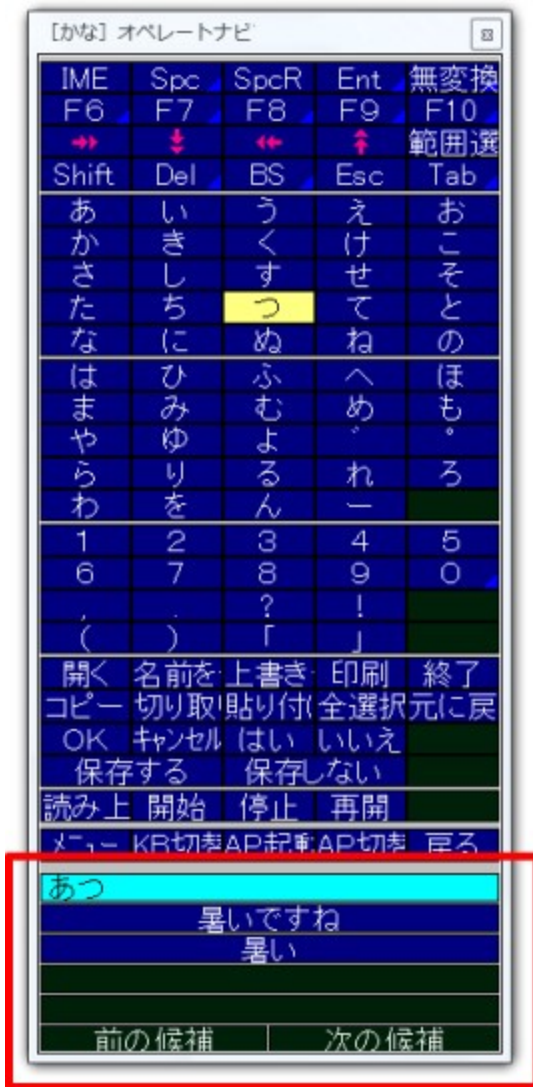 [かな] オペレートナビ
IME Spc SpcR Ent 無変換
F6 F7 F8 F9 F10
範囲選
Shift Del BS Esc Tab
あ い う え お
か き く け こ
さ し す せ そ
た ち つ て と
な に ぬ ね の
は ひ ふ へ ほ
ま み む め も
や ゆ よ ゛ ゜
ら り る れ ろ
わ を ん ー
1 2 3 4 5
6 7 8 9 0
, . ? !
( ) 「 」
開く 名前を 上書き 印刷 終了
コピー 切り取り 貼り付け 全選択 元に戻
OK キャンセル はい いいえ
保存する 保存しない
読み上 開始 停止 再開
メニュー KB切替 AP起動 AP切替 戻る
あつ
暑いですね
暑い
前の候補 次の候補